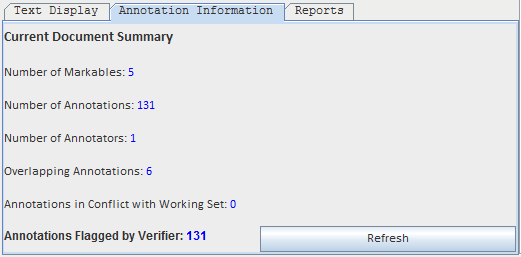 Text Display Annotation Information Reports
Current Document Summary
Number of Markables: 5
Number of Annotations: 131
Number of Annotators: 1
Overlapping Annotations: 6
Annotations in Conflict with Working Set: 0
Annotations Flagged by Verifier: 131 Refresh